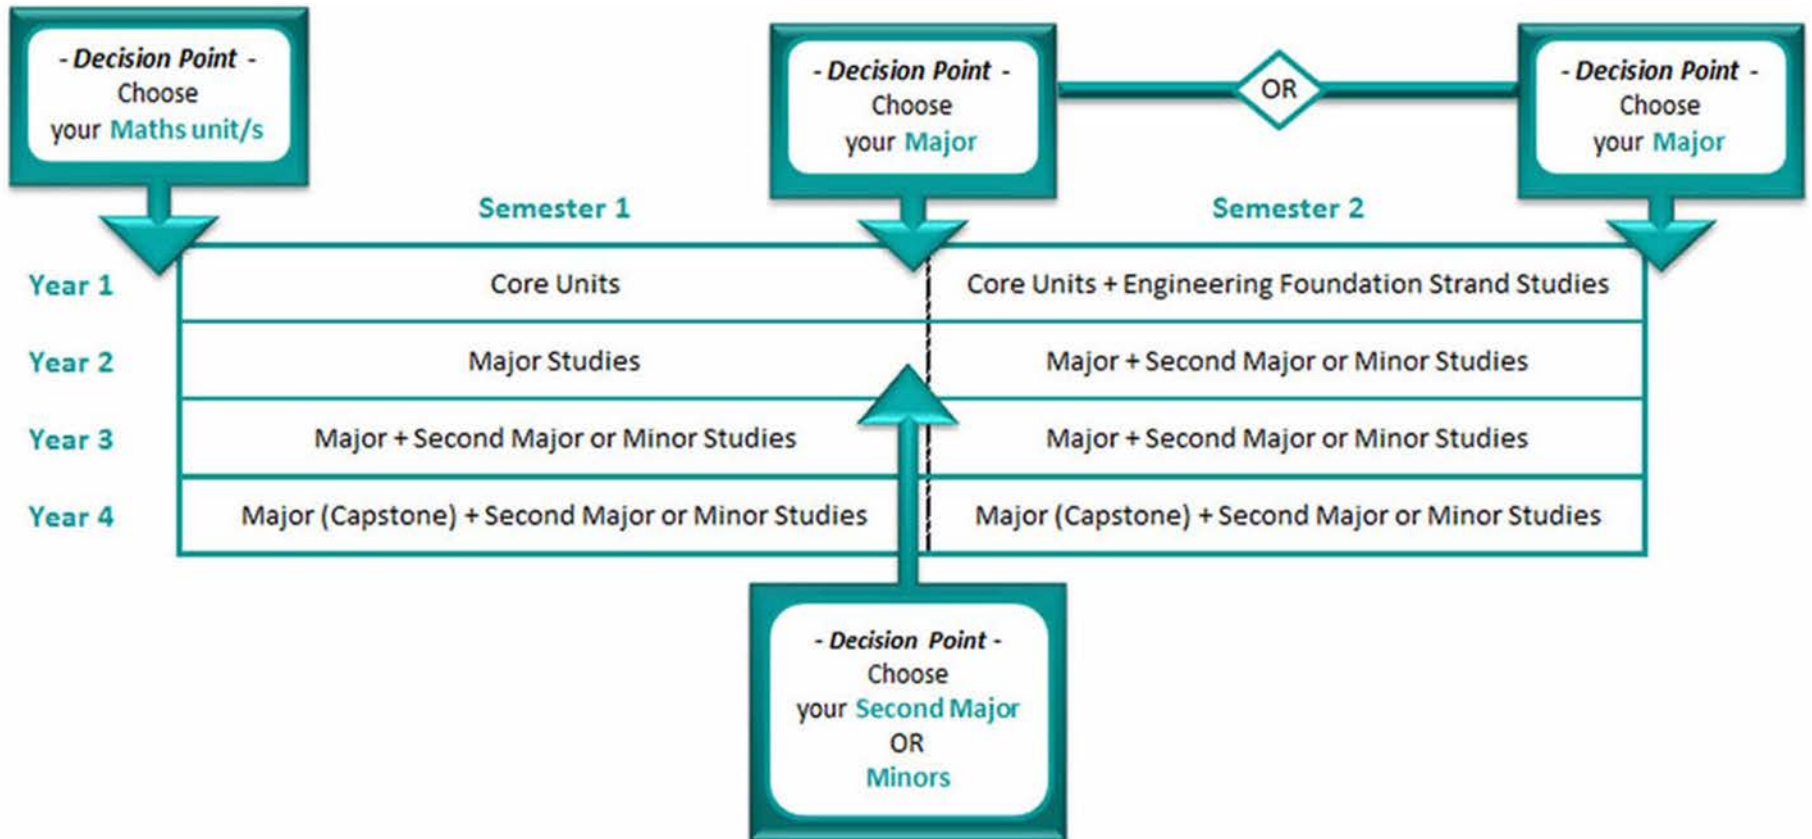 - Decision Point -
Choose
your Maths unit/s
- Decision Point -
Choose
your Major
OR
- Decision Point -
Choose
your Major
Semester 1
Semester 2
Year 1
Core Units
Core Units + Engineering Foundation Strand Studies
Year 2
Major Studies
Major + Second Major or Minor Studies
Year 3
Major + Second Major or Minor Studies
Major + Second Major or Minor Studies
Year 4
Major (Capstone) + Second Major or Minor Studies
Major (Capstone) + Second Major or Minor Studies
- Decision Point -
Choose
your Second Major
OR
Minors